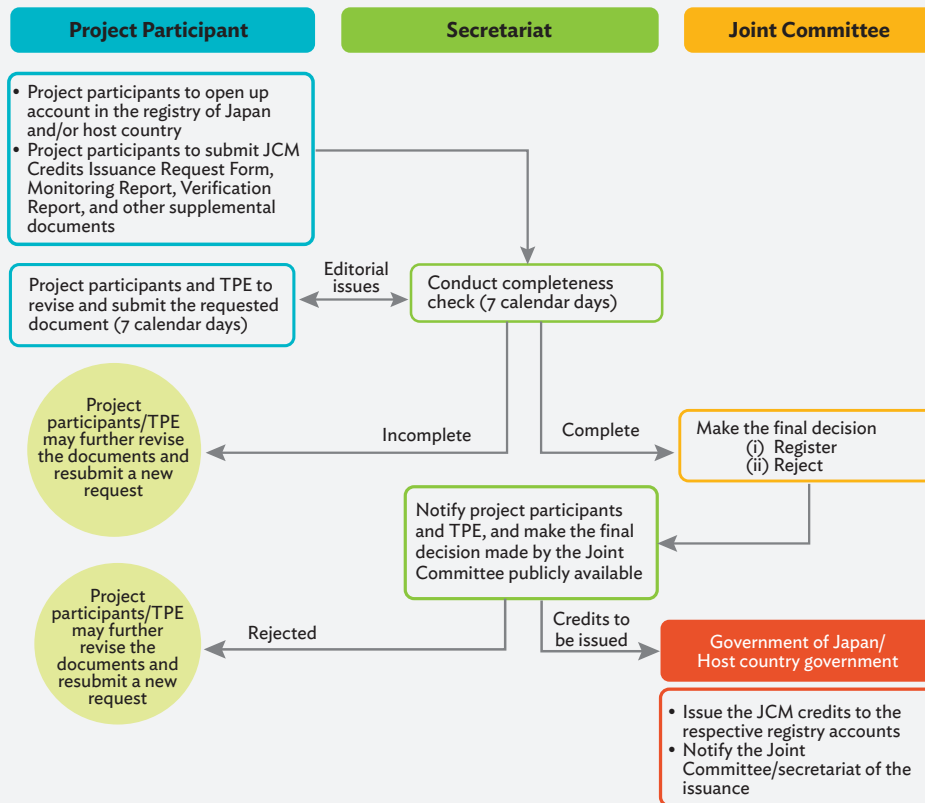 Project Participant
Secretariat
Joint Committee
• Project participants to open up
account in the registry of Japan
and/or host country
• Project participants to submit JCM
Credits Issuance Request Form,
Monitoring Report, Verification
Report, and other supplemental
documents
Project participants and TPE to
revise and submit the requested
document (7 calendar days)
Editorial
issues
Conduct completeness
check (7 calendar days)
Project
participants/TPE
may further revise
the documents and
resubmit a new
request
Incomplete
Complete
Make the final decision
(i) Register
(ii) Reject
Notify project participants
and TPE, and make the final
decision made by the Joint
Committee publicly available
Project
participants/TPE
may further
revise the
documents and
resubmit a new
request
Rejected
Credits to
be issued
Government of Japan/
Host country government
• Issue the JCM credits to the
respective registry accounts
• Notify the Joint
Committee/secretariat of the
issuance